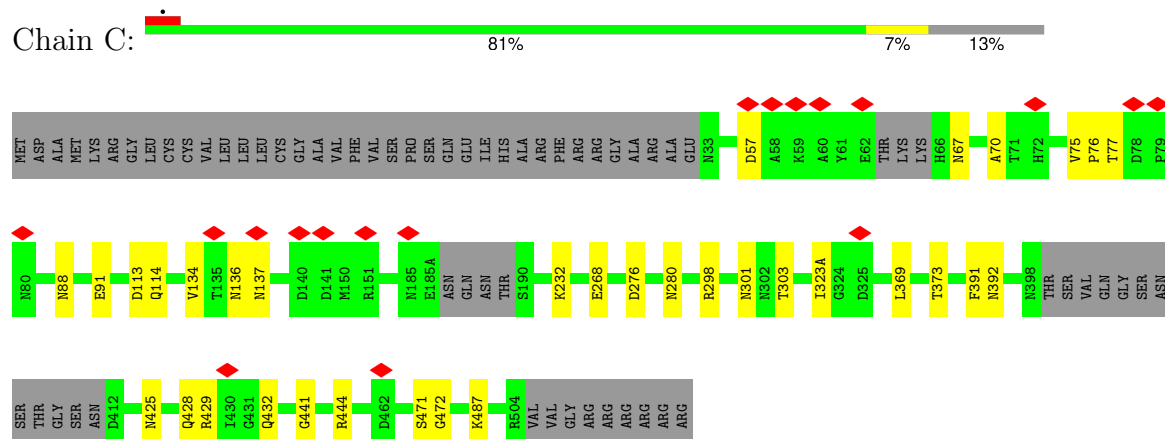 Chain C:
81% 7% 13%
MET ASP ALA MET LYS ARG GLY LEU CYS CYS VAL LEU LEU LEU CYS GLY ALA VAL PHE VAL SER PRO SER GLN GLU ILE HIS ALA ARG PHE ARG ARG GLY ALA ARG ALA GLU N33 D57 A58 K59 A60 Y61 E62 THR LYS LYS H66 N67 A70 T71 H72 V75 P76 T77 D78 P79
N80 N88 E91 D113 Q114 V134 T135 N136 N137 D140 D141 M150 R151 N185 E185A ASN GLN ASN THR S190 K232 E268 D276 N280 R298 N301 N302 T303 I323A G324 D325 L369 T373 F391 N392 N398 THR SER VAL GLN GLY SER ASN
SER THR GLY SER ASN D412 N425 Q428 R429 I430 G431 Q432 G441 R444 D462 S471 G472 K487 R504 VAL VAL GLY ARG ARG ARG ARG ARG ARG